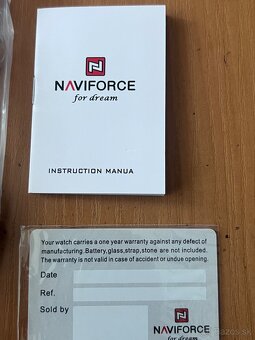 NAVIFORCE
for dream
INSTRUCTION MANUA
Your watch carries a one year warranty against any defect of
manufacturing.Battery,glass,strap,stone are not included.
The warranty is not valid in case of accident or undue opening.
Date
Ref.
Sold by
NAVIFORCE
for dream
bazos.sk